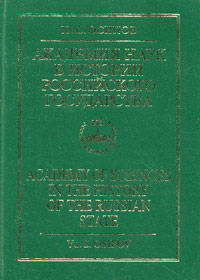 Ю.С. ОСИПОВ
АКАДЕМИЯ НАУК
В ИСТОРИИ
РОССИЙСКОГО
ГОСУДАРСТВА
ACADEMY OF SCIENCES
IN THE HISTORY
OF THE RUSSIAN
STATE
Yu. S. OSIPOV